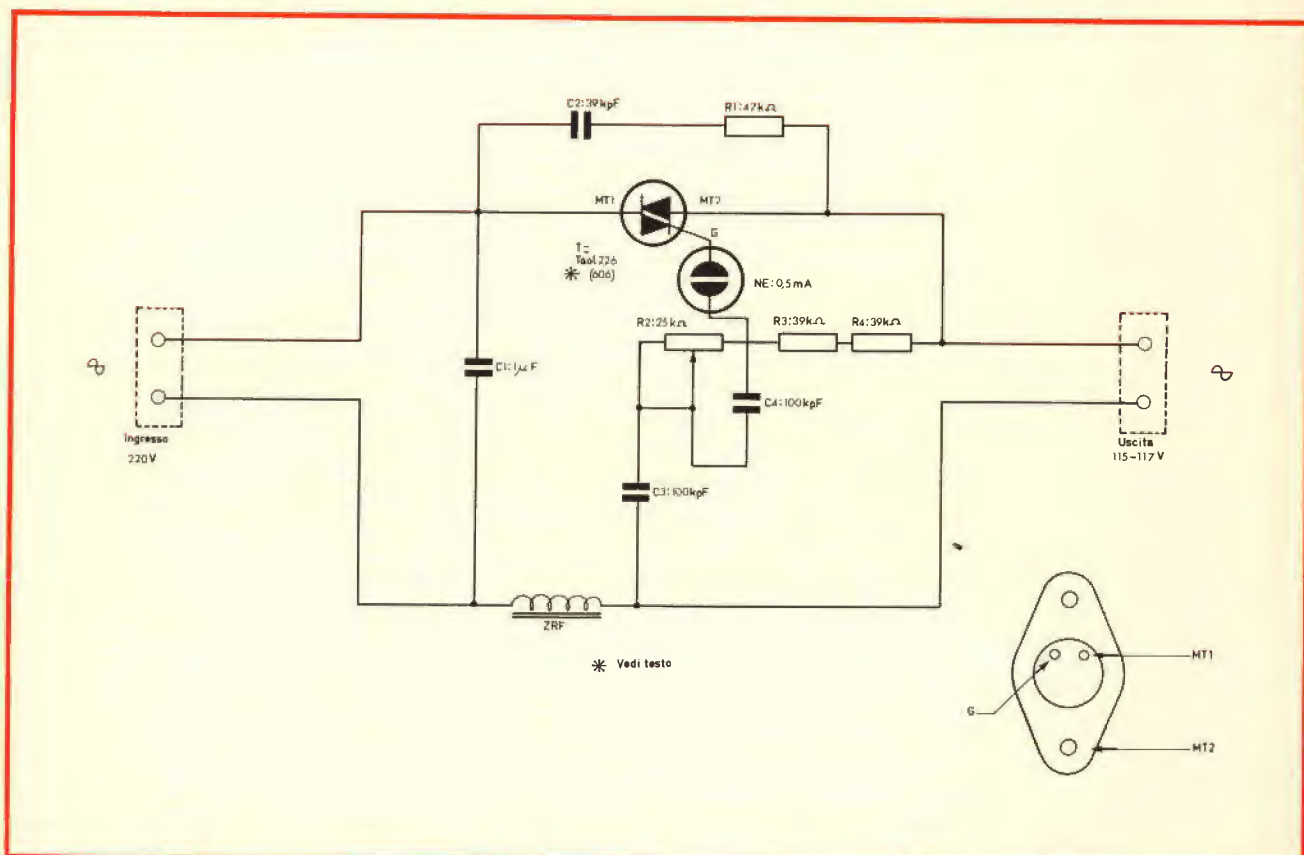 C2:39kpF
R1:47kΩ
MT1
MT2
G
T=
(606)
NE:0,5mA
R2:25kΩ
R3:39kΩ
R4:39kΩ
C1:1µF
C4:100kpF
Ingresso
220V
Uscita
115-117V
C3:100kpF
ZRF
* Vedi testo
MT1
G
MT2